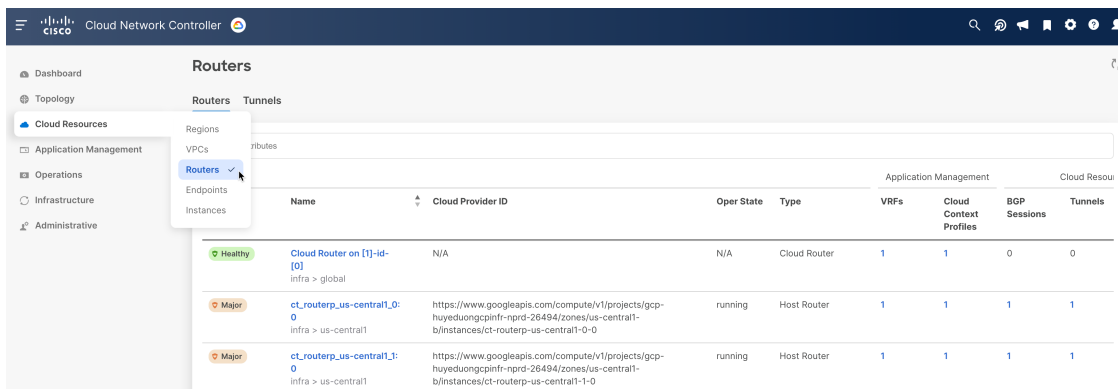 CISCO Cloud Network Controller
Dashboard
Topology
Cloud Resources
Application Management
Operations
Infrastructure
Administrative
Regions
VPCs
Routers
Endpoints
Instances
Routers
Routers Tunnels
Application Management
Name Cloud Provider ID Oper State Type VRFs Cloud BGP Tunnels
Context Sessions
Profiles
Healthy Cloud Router on [1]-id- N/A N/A Cloud Router 1 1 0 0
[0]
infra > global
Major ct_routerp_us-central1_0: https://www.googleapis.com/compute/v1/projects/gcp- running Host Router 1 1 1 1
0 huyeduongcpinfr-nprd-26494/zones/us-central1-
infra > us-central1 b/instances/ct-routerp-us-central1-0-0
Major ct_routerp_us-central1_1: https://www.googleapis.com/compute/v1/projects/gcp- running Host Router 1 1 1 1
0 huyeduongcpinfr-nprd-26494/zones/us-central1-
infra > us-central1 b/instances/ct-routerp-us-central1-1-0